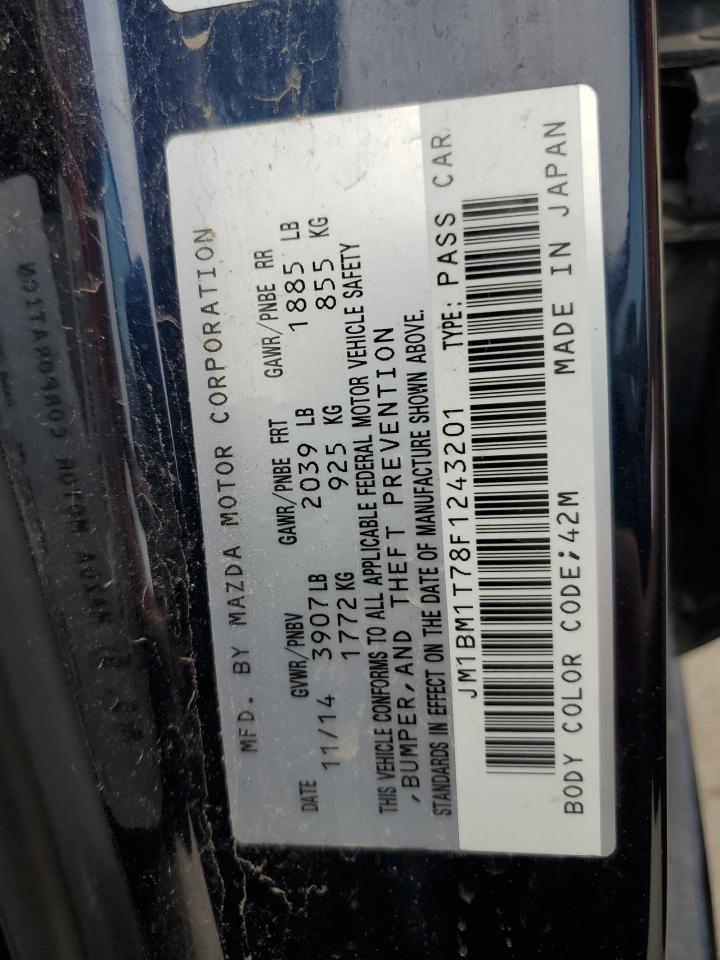 MFD. BY MAZDA MOTOR CORPORATION
GVWR/PNBV GAWR/PNBE FRT GAWR/PNBE RR
DATE 3907 LB 2039 LB 1885 LB
11/14 1772 KG 925 KG 855 KG
THIS VEHICLE CONFORMS TO ALL APPLICABLE FEDERAL MOTOR VEHICLE SAFETY
,BUMPER, AND THEFT PREVENTION
STANDARDS IN EFFECT ON THE DATE OF MANUFACTURE SHOWN ABOVE.
JM1BM1T78F1243201 TYPE: PASS CAR
BODY COLOR CODE;42M MADE IN JAPAN